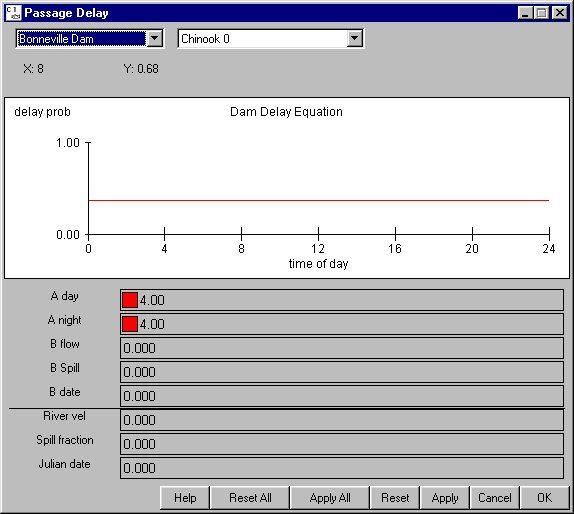 Passage Delay
Bonneville Dam Chinook 0
X: 8 Y: 0.68
delay prob Dam Delay Equation
1.00
0.00
0 4 8 12 16 20 24
time of day
A day 4.00
A night 4.00
B flow 0.000
B Spill 0.000
B date 0.000
River vel 0.000
Spill fraction 0.000
Julian date 0.000
Help Reset All Apply All Reset Apply Cancel OK